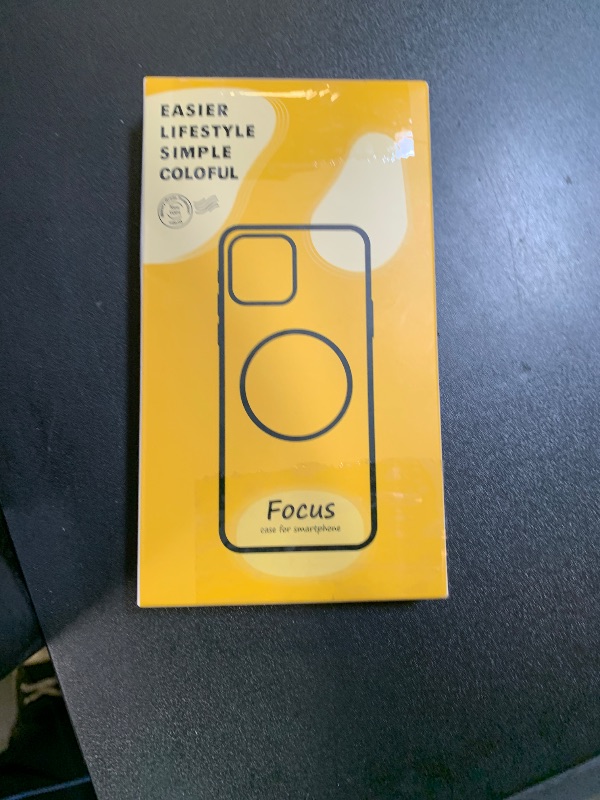 EASIER
LIFESTYLE
SIMPLE
COLOFUL
Focus
case for smartphone